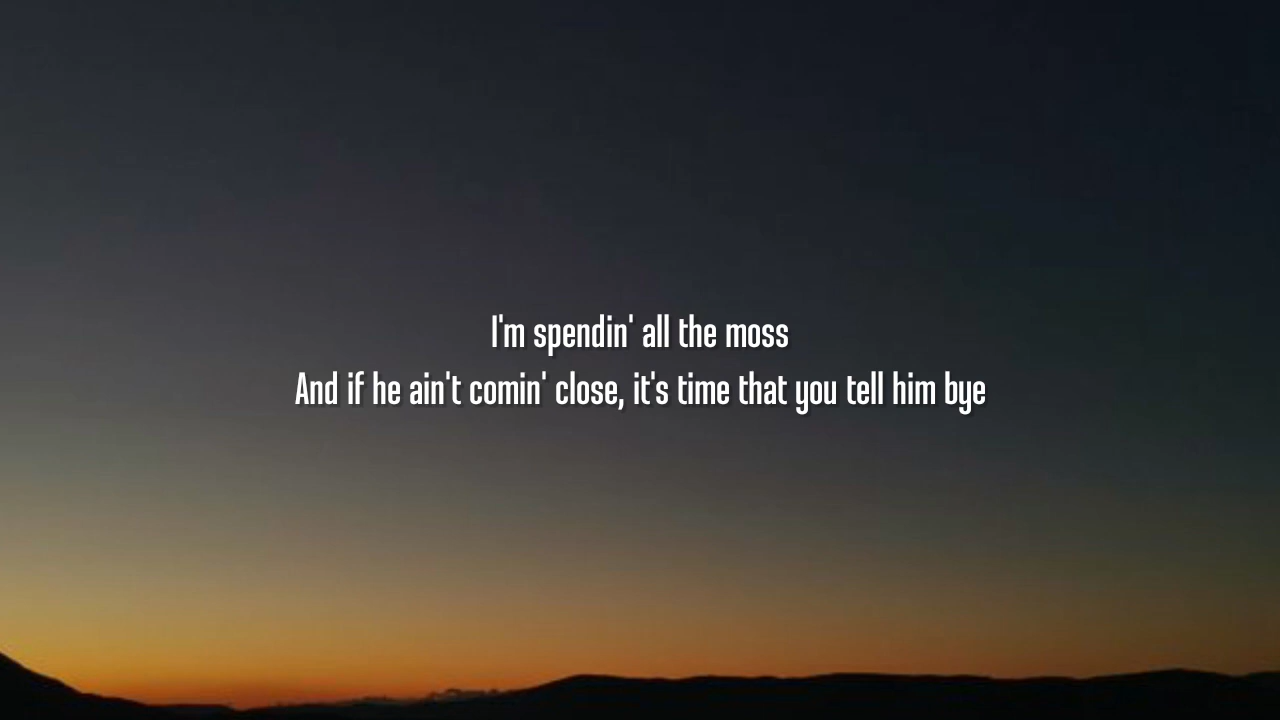 I'm spendin' all the moss
And if he ain't comin' close, it's time that you tell him bye